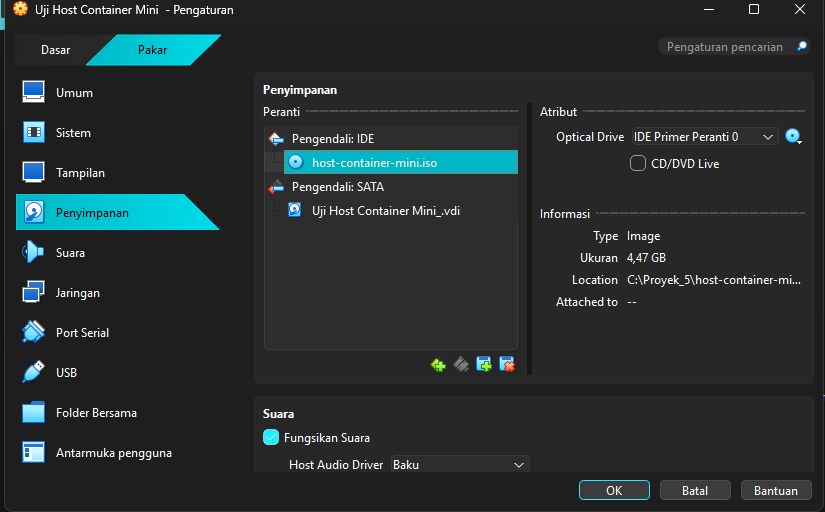 Uji Host Container Mini - Pengaturan
Dasar
Pakar
Pengaturan pencarian
Umum
Sistem
Tampilan
Penyimpanan
Suara
Jaringan
Port Serial
USB
Folder Bersama
Antarmuka pengguna
Penyimpanan
Peranti
Pengendali: IDE
host-container-mini.iso
Pengendali: SATA
Uji Host Container Mini_.vdi
Atribut
Optical Drive IDE Primer Peranti 0
CD/DVD Live
Informasi
Type Image
Ukuran 4,47 GB
Location C:\Proyek_5\host-container-mi...
Attached to --
Suara
Fungsikan Suara
Host Audio Driver Baku
OK
Batal
Bantuan